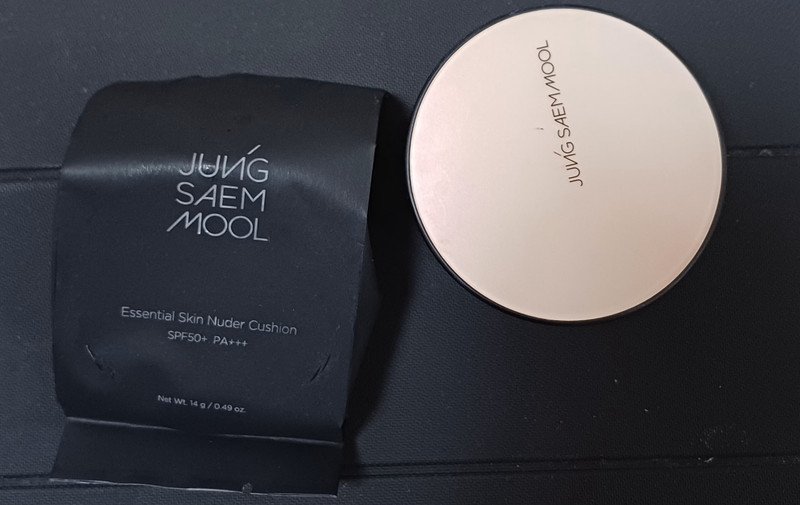 JUNG
SAEM
MOOL
Essential Skin Nuder Cushion
SPF50+ PA+++
Net Wt. 14 g / 0.49 oz.
JUNG SAEM MOOL